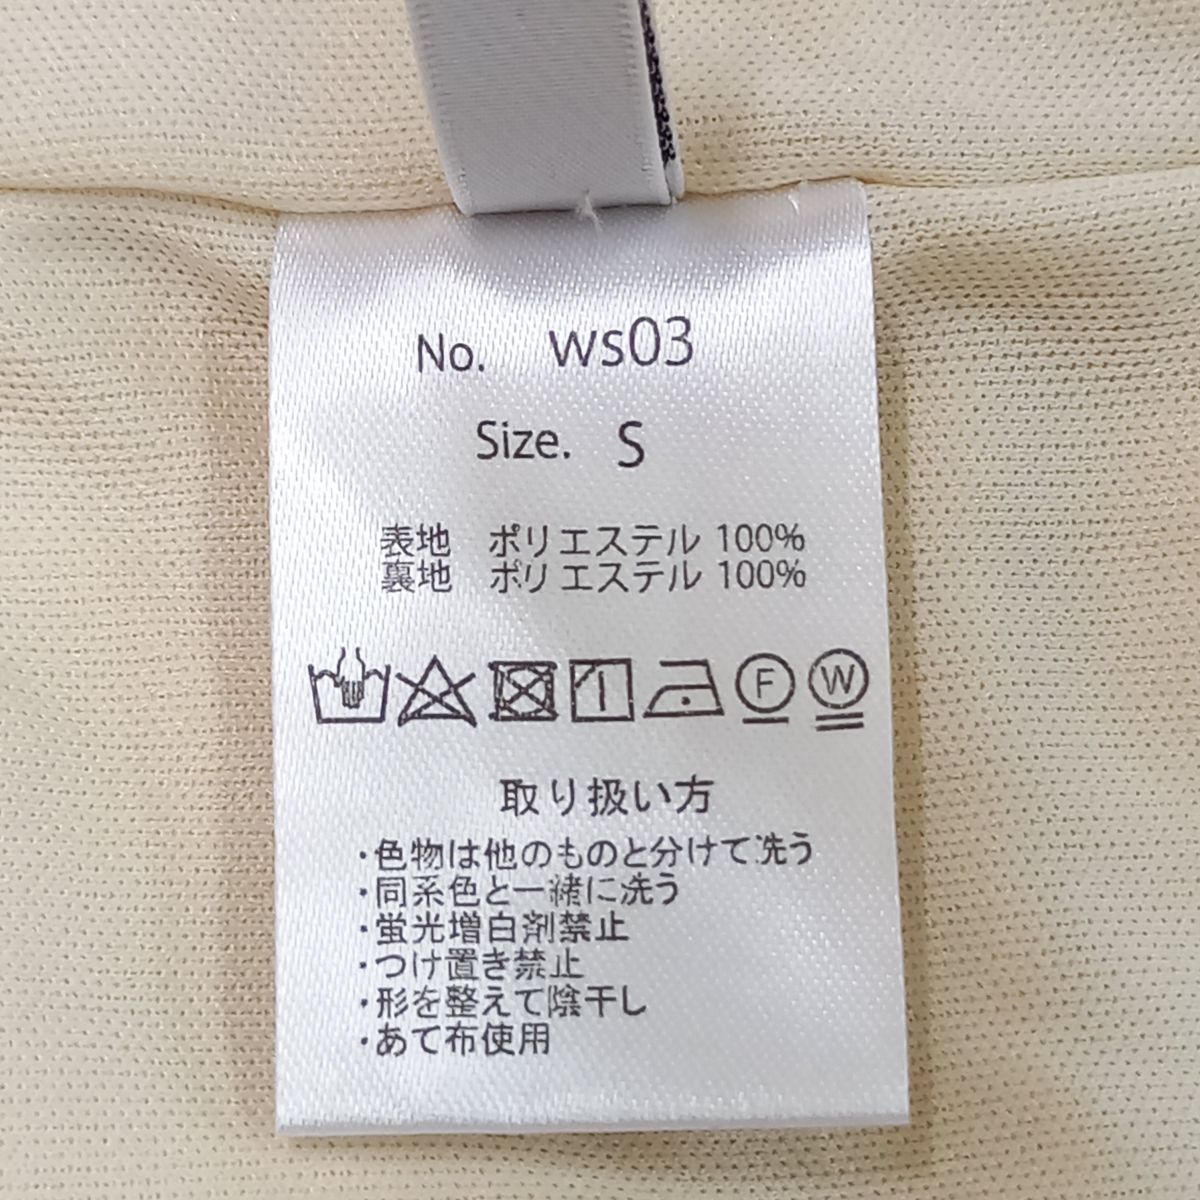 No. ws03
Size. S
表地 ポリエステル 100%
裏地 ポリエステル 100%
F W
取り扱い方
・色物は他のものと分けて洗う
・同系色と一緒に洗う
・蛍光増白剤禁止
・つけ置き禁止
・形を整えて陰干し
・あて布使用